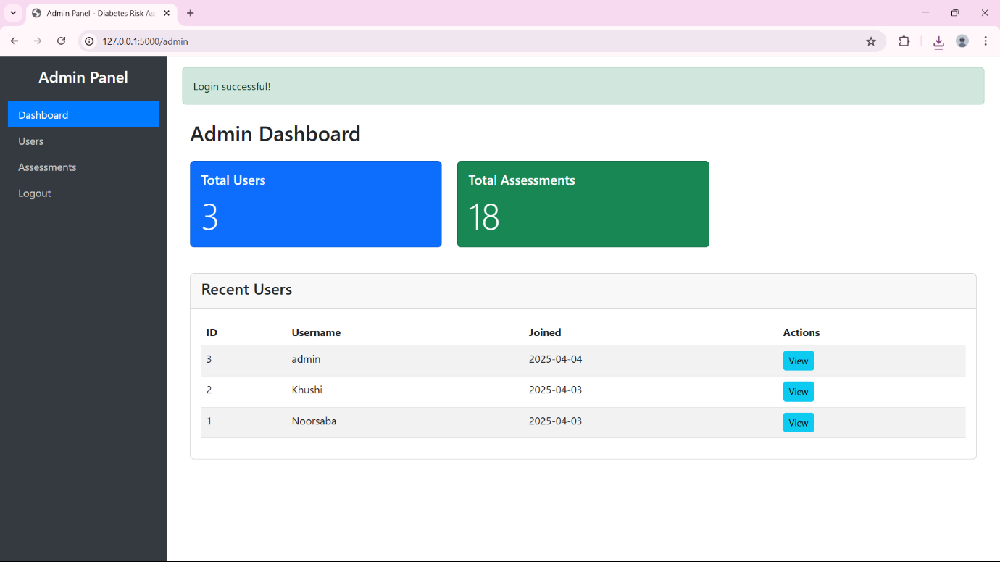 Admin Panel - Diabetes Risk As
127.0.0.1:5000/admin
Admin Panel
Dashboard
Users
Assessments
Logout
Login successful!
Admin Dashboard
Total Users
3
Total Assessments
18
Recent Users
ID Username Joined Actions
3 admin 2025-04-04 View
2 Khushi 2025-04-03 View
1 Noorsaba 2025-04-03 View